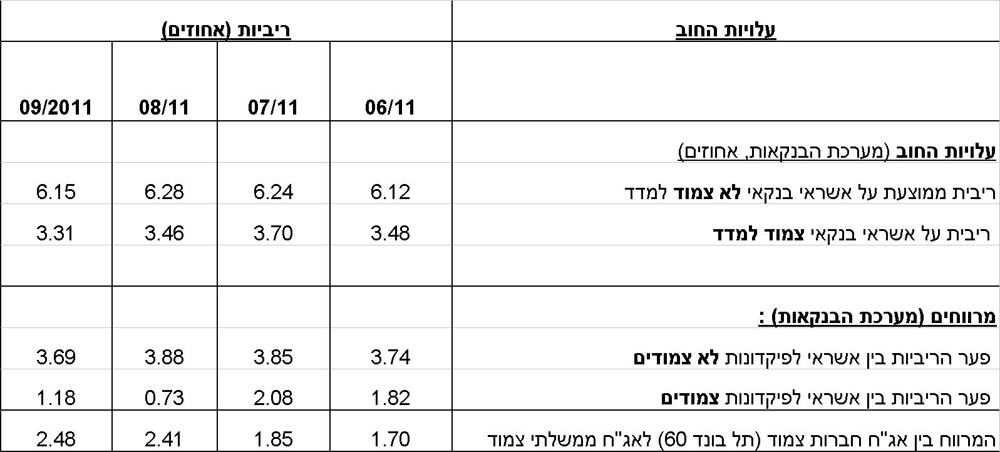 עלויות החוב ריביות (אחוזים)
06/11 07/11 08/11 09/2011
עלויות החוב (מערכת הבנקאות, אחוזים)
ריבית ממוצעת על אשראי בנקאי לא צמוד למדד 6.12 6.24 6.28 6.15
ריבית על אשראי בנקאי צמוד למדד 3.48 3.70 3.46 3.31
מרווחים (מערכת הבנקאות) :
פער הריביות בין אשראי לפיקדונות לא צמודים 3.74 3.85 3.88 3.69
פער הריביות בין אשראי לפיקדונות צמודים 1.82 2.08 0.73 1.18
המרווח בין אג"ח חברות צמוד (תל בונד 60) לאג"ח ממשלתי צמוד 1.70 1.85 2.41 2.48